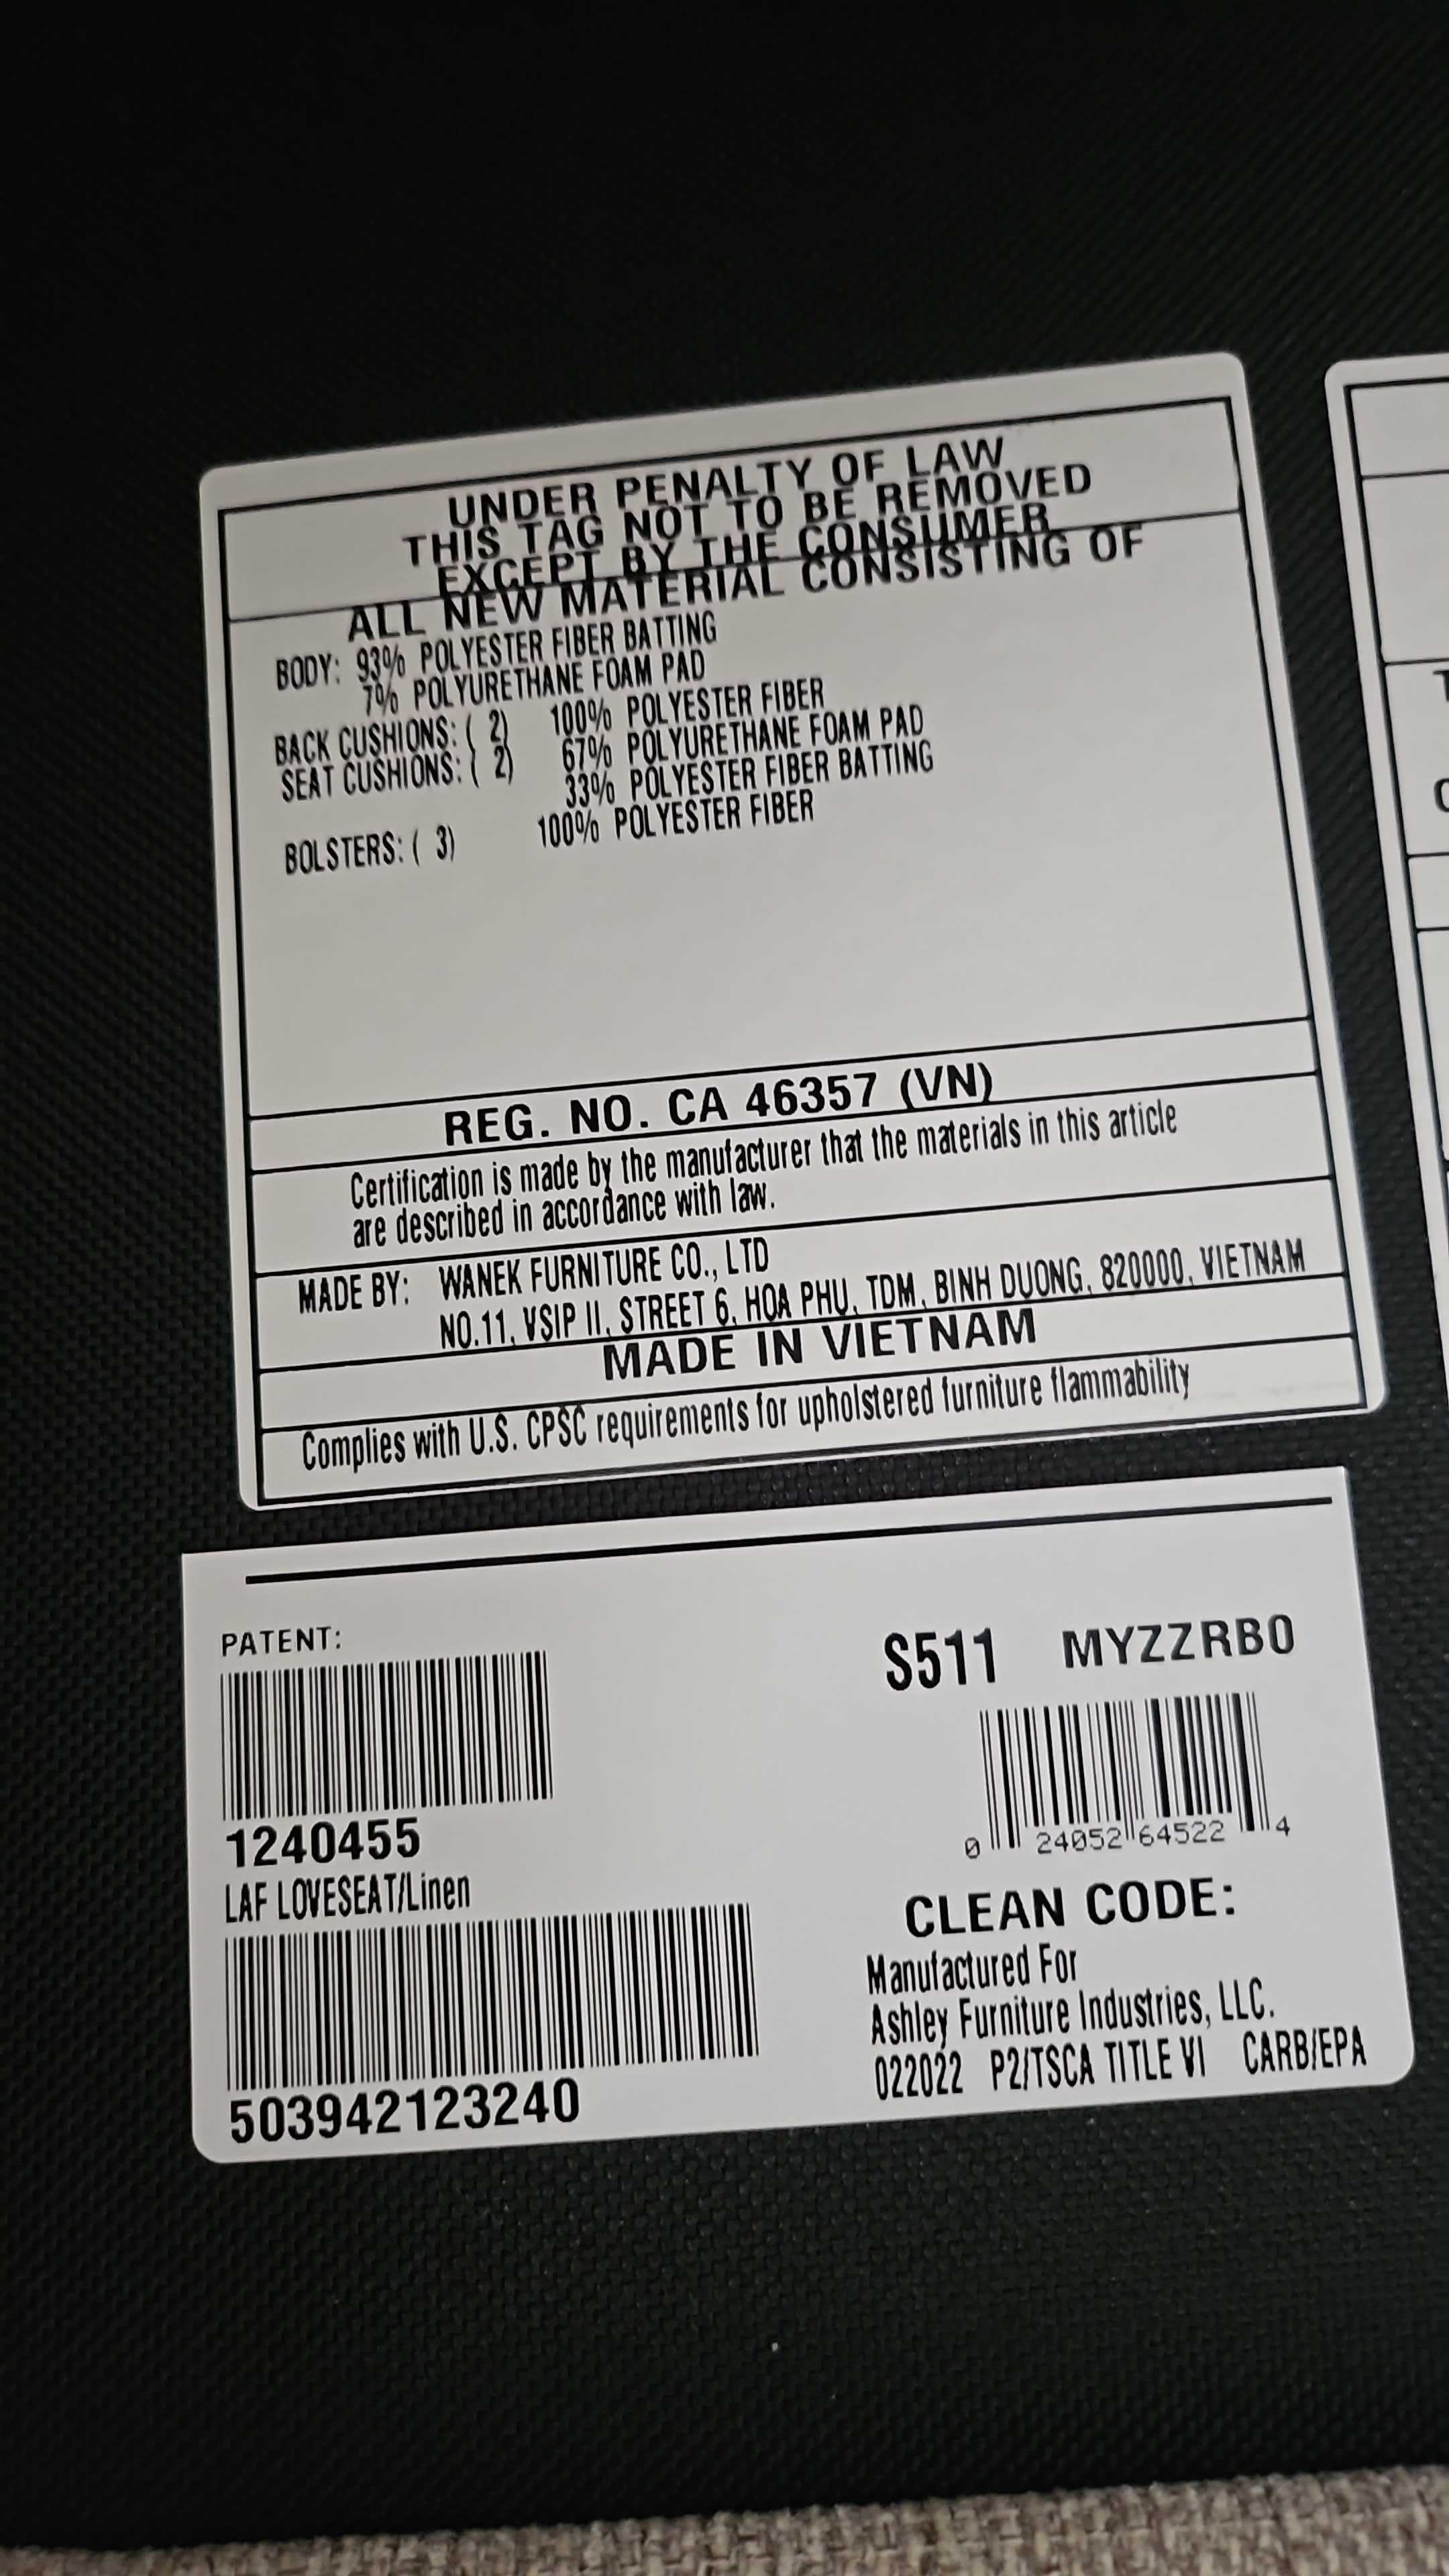 UNDER PENALTY OF LAW
THIS TAG NOT TO BE REMOVED
EXCEPT BY THE CONSUMER
ALL NEW MATERIAL CONSISTING OF
BODY: 93% POLYESTER FIBER BATTING
7% POLYURETHANE FOAM PAD
BACK CUSHIONS: ( 2) 100% POLYESTER FIBER
SEAT CUSHIONS: ( 2) 67% POLYURETHANE FOAM PAD
33% POLYESTER FIBER BATTING
BOLSTERS: ( 3) 100% POLYESTER FIBER
REG. NO. CA 46357 (VN)
Certification is made by the manufacturer that the materials in this article
are described in accordance with law.
MADE BY: WANEK FURNITURE CO., LTD
NO.11, VSIP II, STREET 6, HOA PHU, TDM, BINH DUONG, 820000, VIETNAM
MADE IN VIETNAM
Complies with U.S. CPSC requirements for upholstered furniture flammability
PATENT:
S511 MYZZRB0
1240455
LAF LOVESEAT/Linen
503942123240
0 24052 64522 4
CLEAN CODE:
Manufactured For
Ashley Furniture Industries, LLC.
022022 P2/TSCA TITLE VI CARB/EPA